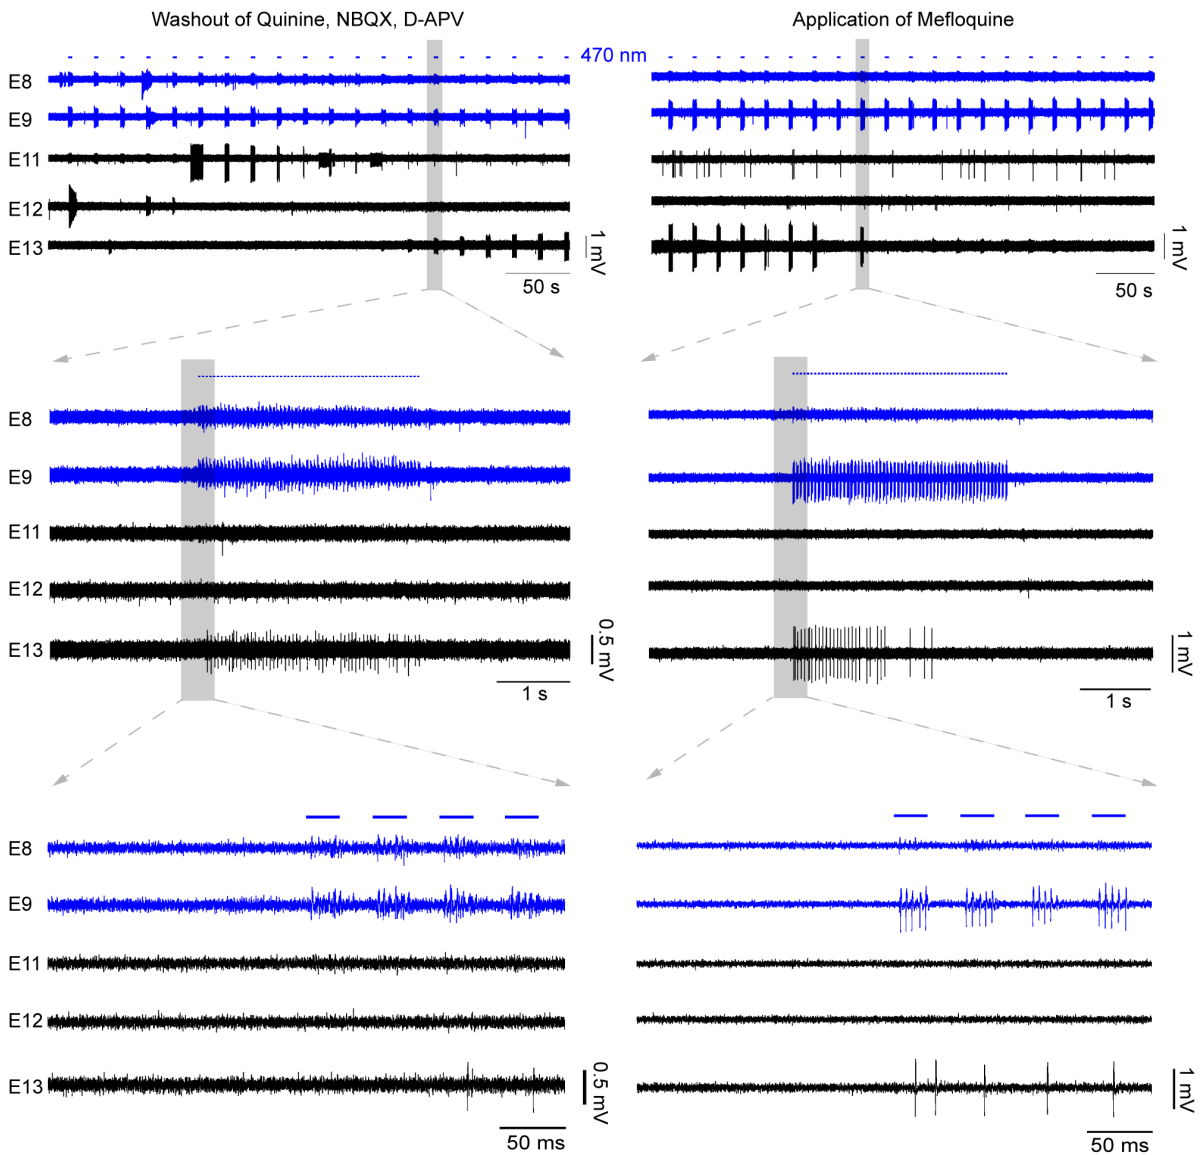 Washout of Quinine, NBQX, D-APV
Application of Mefloquine
470 nm
E8
E9
E11
E12
E13
1 mV
50 s
1 mV
50 s
E8
E9
E11
E12
E13
0.5 mV
1 s
1 mV
1 s
E8
E9
E11
E12
E13
0.5 mV
50 ms
1 mV
50 ms